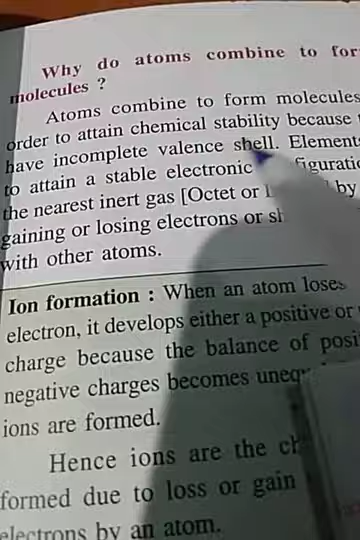 Why do atoms combine to for
molecules ?
Atoms combine to form molecules
order to attain chemical stability because
have incomplete valence shell. Element
to attain a stable electronic figuratio
the nearest inert gas [Octet or by
gaining or losing electrons or sh
with other atoms.
Ion formation : When an atom loses
electron, it develops either a positive or
charge because the balance of posi
negative charges becomes unequ
ions are formed.
Hence ions are the ch
formed due to loss or gain
electrons by an atom.